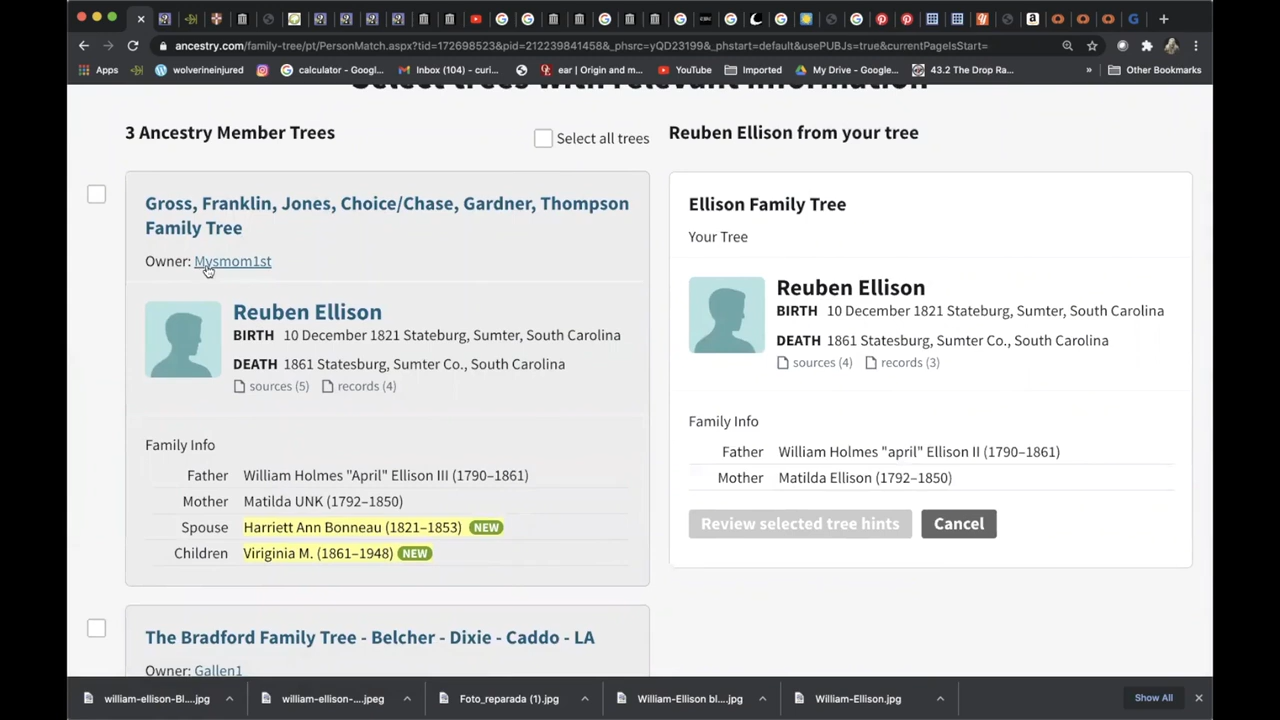 ancestry.com/family-tree/pt/PersonMatch.aspx?tid=172698523&pid=212239841458&_phsrc=yQD23199&_phstart=default&usePUBJs=true&currentPageIsStart=
Apps
wolverineinjured
calculator - Googl...
Inbox (104) - curi...
ear | Origin and m...
YouTube
Imported
My Drive - Google...
43.2 The Drop Ra...
»
Other Bookmarks
Select trees with relevant information
3 Ancestry Member Trees
Select all trees
Reuben Ellison from your tree
Gross, Franklin, Jones, Choice/Chase, Gardner, Thompson
Family Tree
Owner: Mysmom1st
Reuben Ellison
BIRTH 10 December 1821 Stateburg, Sumter, South Carolina
DEATH 1861 Statesburg, Sumter Co., South Carolina
sources (5) records (4)
Family Info
Father William Holmes "April" Ellison III (1790–1861)
Mother Matilda UNK (1792–1850)
Spouse Harriett Ann Bonneau (1821–1853) NEW
Children Viriginia M. (1861–1948) NEW
Ellison Family Tree
Your Tree
Reuben Ellison
BIRTH 10 December 1821 Stateburg, Sumter, South Carolina
DEATH 1861 Statesburg, Sumter Co., South Carolina
sources (4) records (3)
Family Info
Father William Holmes "april" Ellison II (1790–1861)
Mother Matilda Ellison (1792–1850)
Review selected tree hints Cancel
The Bradford Family Tree - Belcher - Dixie - Caddo - LA
Owner: Gallen1
william-ellison-Bl....jpg
william-ellison-....jpeg
Foto_reparada (1).jpg
William-Ellison bl....jpg
William-Ellison.jpg
Show All